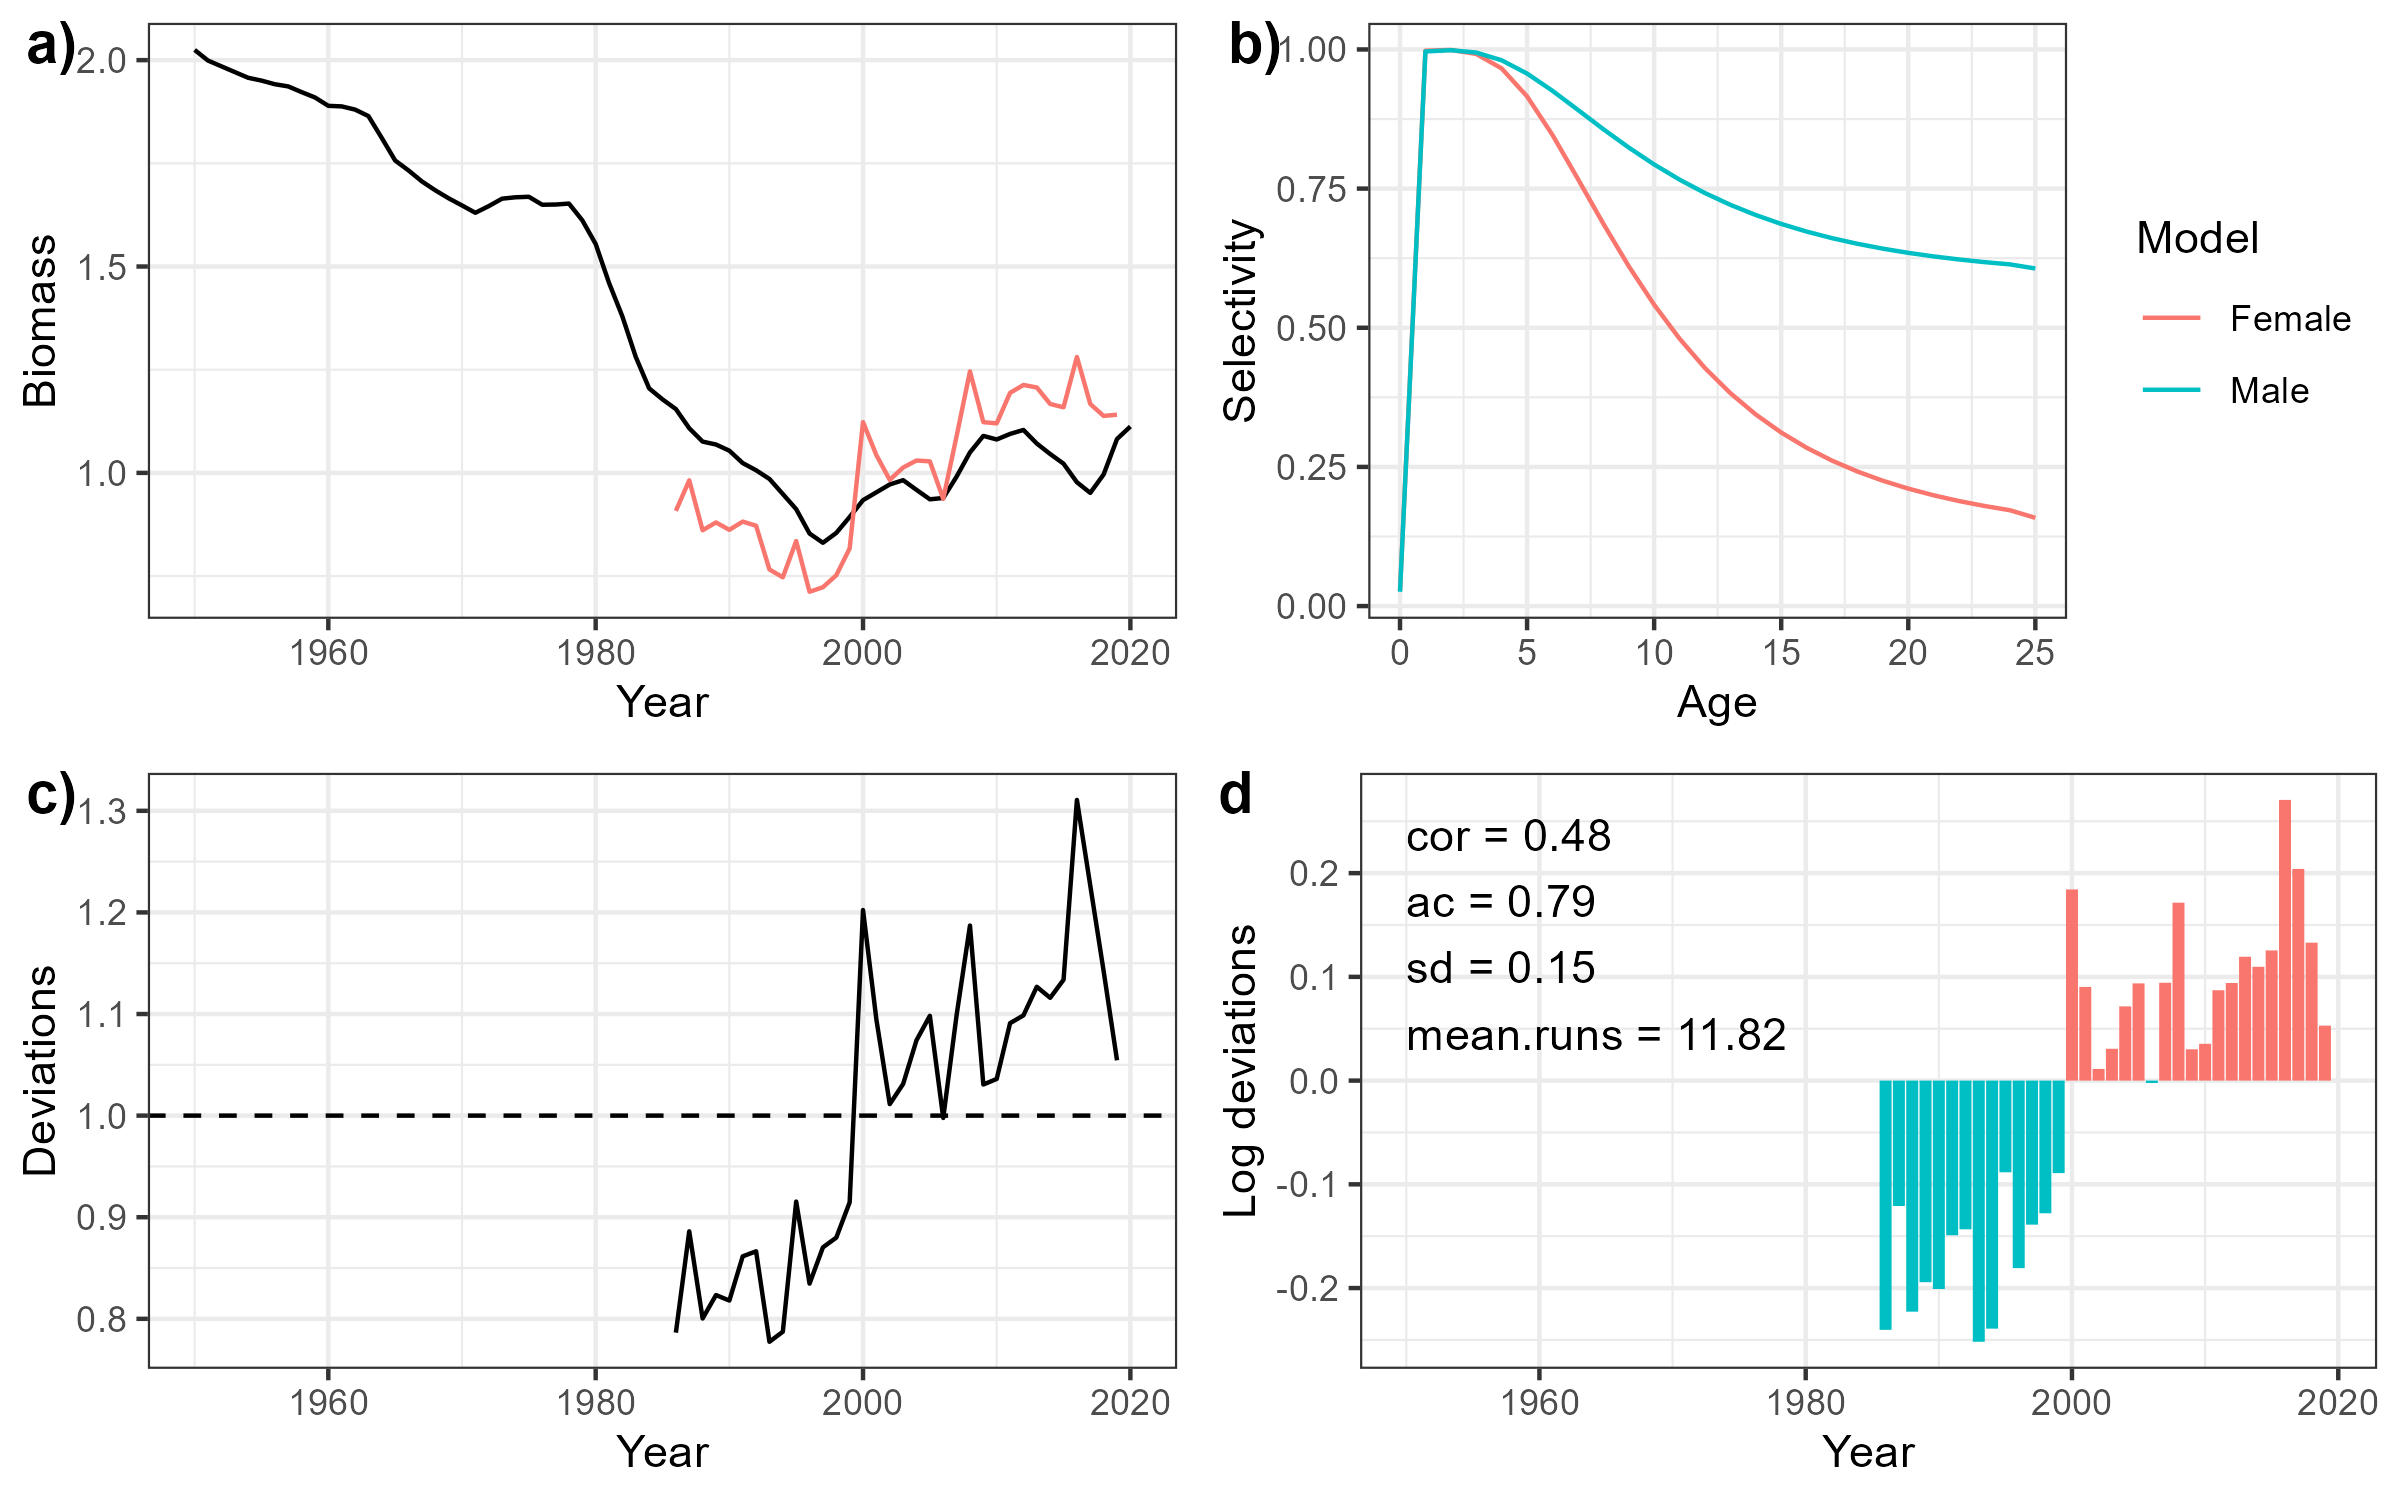 a)
2.0
1.5
1.0
Biomass
1960 1980 2000 2020
Year
b)
1.00
0.75
0.50
0.25
0.00
Selectivity
0 5 10 15 20 25
Age
Model
Female
Male
c)
1.3
1.2
1.1
1.0
0.9
0.8
Deviations
1960 1980 2000 2020
Year
d
cor = 0.48
ac = 0.79
sd = 0.15
mean.runs = 11.82
0.2
0.1
0.0
-0.1
-0.2
Log deviations
1960 1980 2000 2020
Year